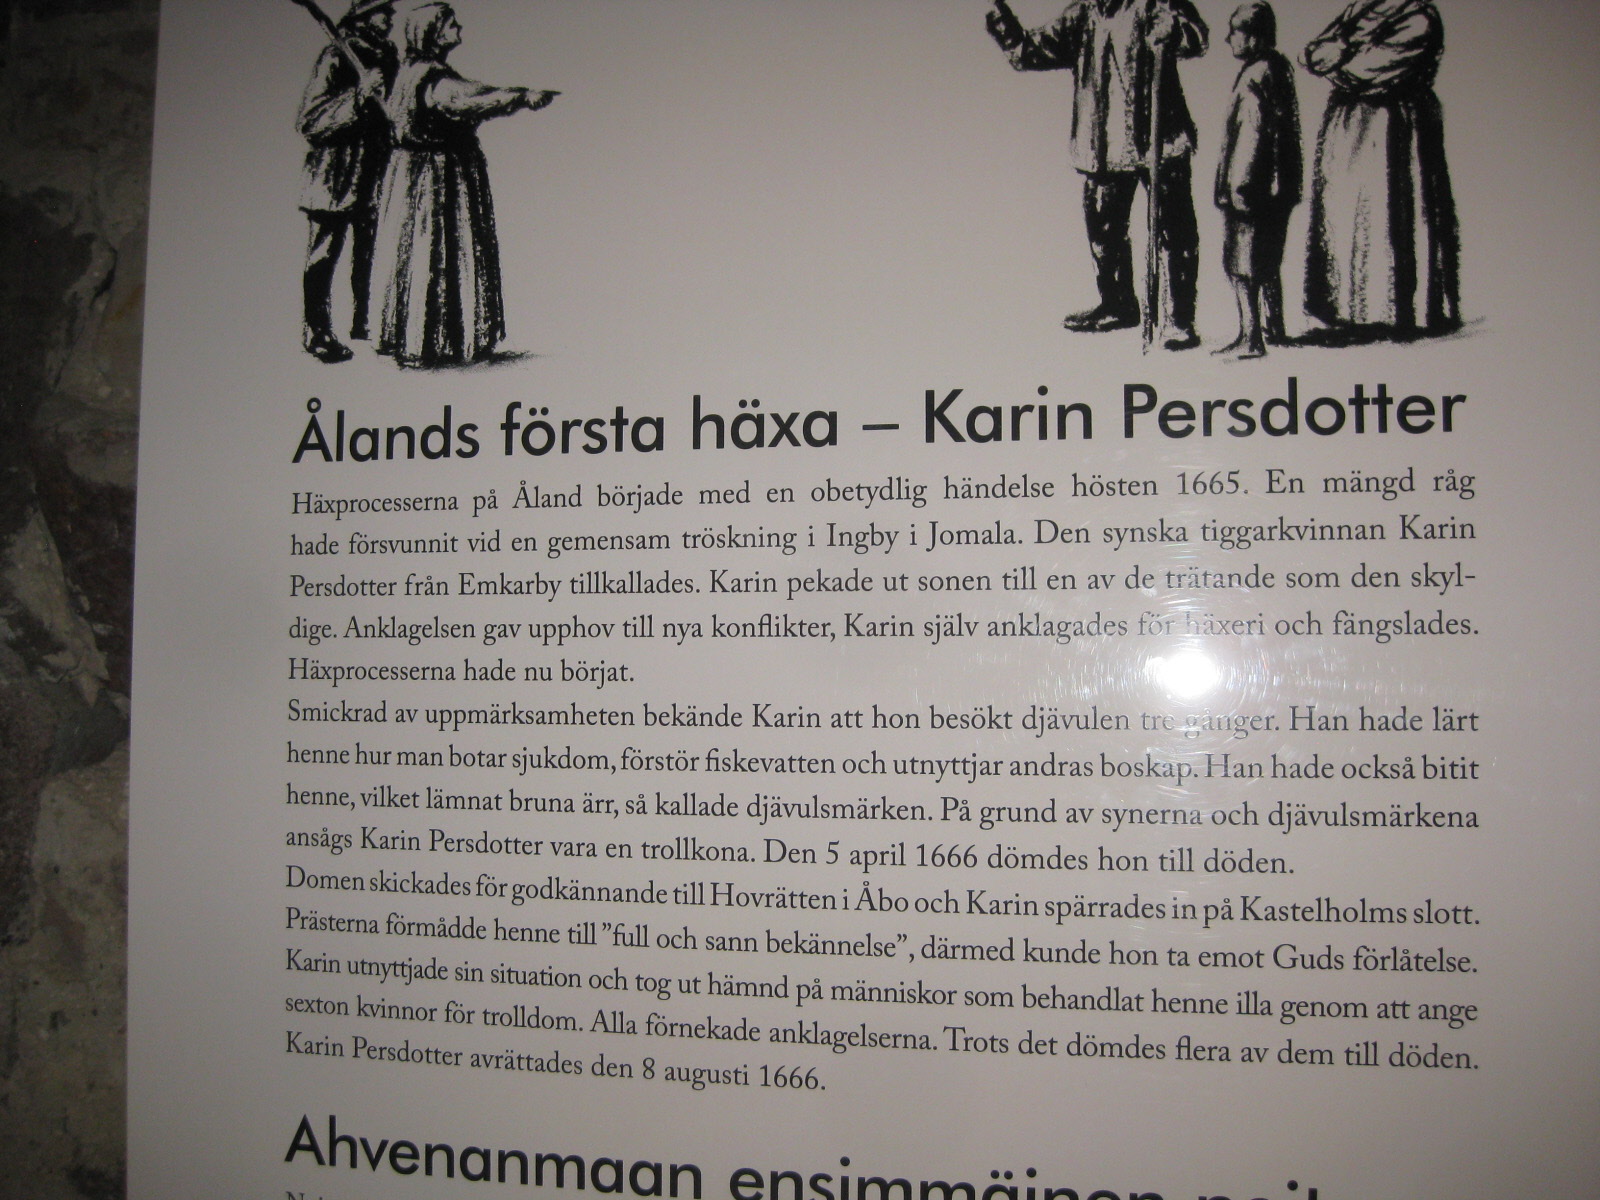 Ålands första häxa – Karin Persdotter
Häxprocesserna på Åland började med en obetydlig händelse hösten 1665. En mängd råg
hade försvunnit vid en gemensam tröskning i Ingby i Jomala. Den synska tiggarkvinnan Karin
Persdotter från Emkarby tillkallades. Karin pekade ut sonen till en av de trätande som den skyl-
dige. Anklagelsen gav upphov till nya konflikter, Karin själv anklagades för häxeri och fängslades.
Häxprocesserna hade nu börjat.
Smickrad av uppmärksamheten bekände Karin att hon besökt djävulen tre gånger. Han hade lärt
henne hur man botar sjukdom, förstör fiskevatten och utnyttjar andras boskap. Han hade också bitit
henne, vilket lämnat bruna ärr, så kallade djävulsmärken. På grund av synerna och djävulsmärkena
ansågs Karin Persdotter vara en trollkona. Den 5 april 1666 dömdes hon till döden.
Domen skickades för godkännande till Hovrätten i Åbo och Karin spärrades in på Kastelholms slott.
Prästerna förmådde henne till ”full och sann bekännelse”, därmed kunde hon ta emot Guds förlåtelse.
Karin utnyttjade sin situation och tog ut hämnd på människor som behandlat henne illa genom att ange
sexton kvinnor för trolldom. Alla förnekade anklagelserna. Trots det dömdes flera av dem till döden.
Karin Persdotter avrättades den 8 augusti 1666.
Ahvenanmaan ensimmäinen